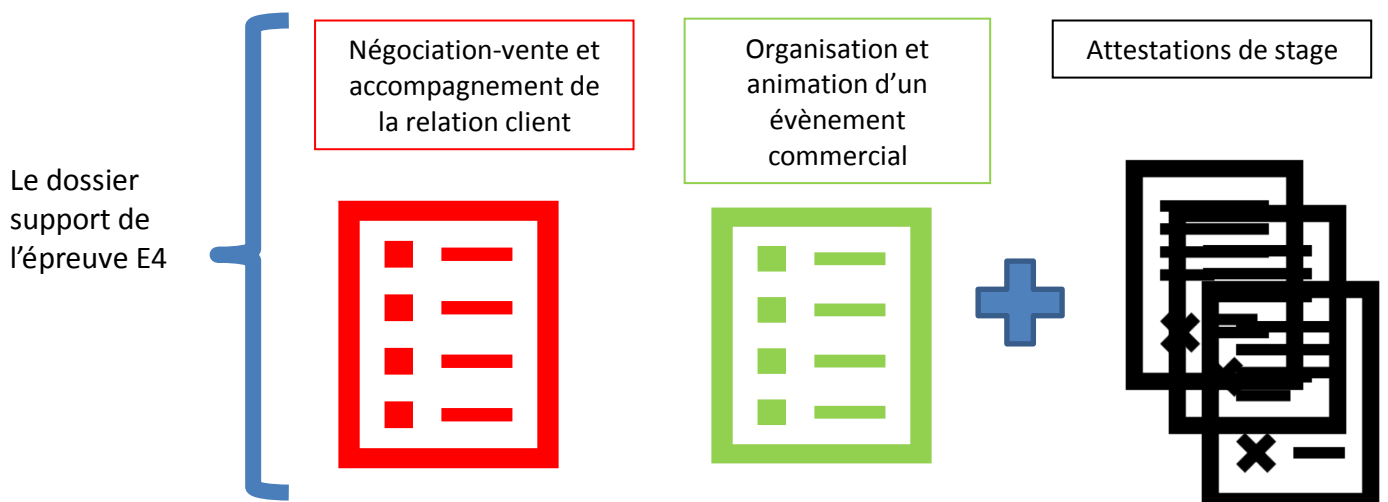 Le dossier
support de
l’épreuve E4
Négociation-vente et
accompagnement de
la relation client
Organisation et
animation d’un
évènement
commercial
Attestations de stage